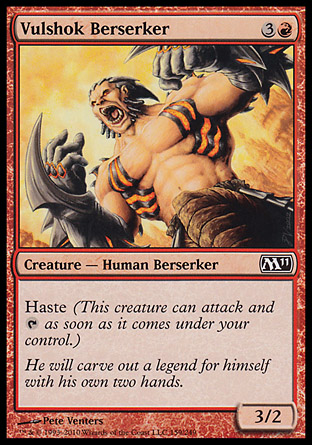 Vulshok Berserker 3
Creature — Human Berserker M11
Haste (This creature can attack and
as soon as it comes under your
control.)
He will carve out a legend for himself
with his own two hands.
Pete Venters
3/2